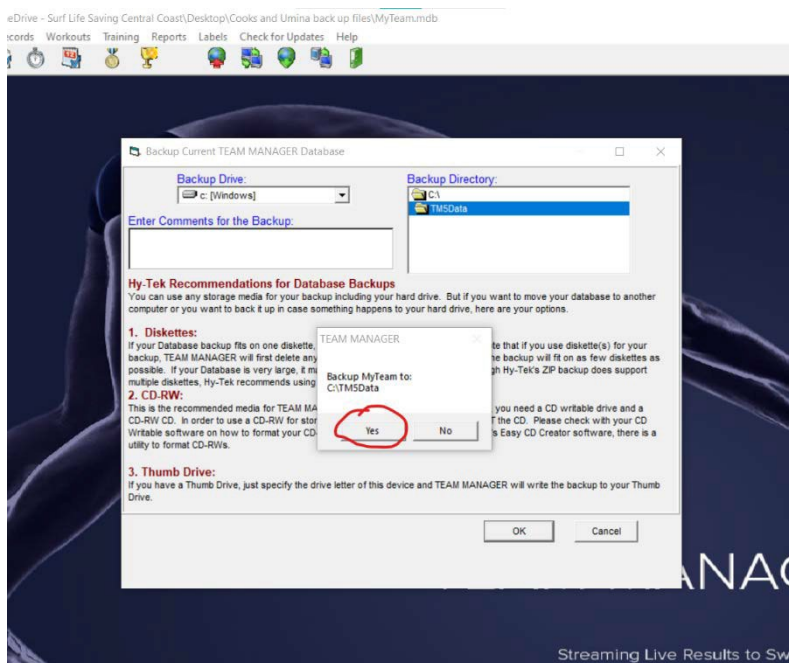 eDrive - Surf Life Saving Central Coast\Desktop\Cooks and Umina back up files\MyTeam.mdb
cords Workouts Training Reports Labels Check for Updates Help
Backup Current TEAM MANAGER Database
Backup Drive:
Backup Directory:
c: [Windows]
C:\
TM5Data
Enter Comments for the Backup:
Hy-Tek Recommendations for Database Backups
You can use any storage media for your backup including your hard drive. But if you want to move your database to another
computer or you want to back it up in case something happens to your hard drive, here are your options.
1. Diskettes:
If your Database backup fits on one diskette, te that if you use diskette(s) for your
backup, TEAM MANAGER will first delete any he backup will fit on as few diskettes as
possible. If your Database is very large, it ma gh Hy-Tek's ZIP backup does support
multiple diskettes, Hy-Tek recommends using
2. CD-RW:
This is the recommended media for TEAM MA you need a CD writable drive and a
CD-RW CD. In order to use a CD-RW for stor T the CD. Please check with your CD
Writable software on how to format your CD- s Easy CD Creator software, there is a
utility to format CD-RWs.
3. Thumb Drive:
If you have a Thumb Drive, just specify the drive letter of this device and TEAM MANAGER will write the backup to your Thumb
Drive.
TEAM MANAGER
Backup MyTeam to:
C:\TM5Data
Yes No
OK Cancel
NA
Streaming Live Results to Sw